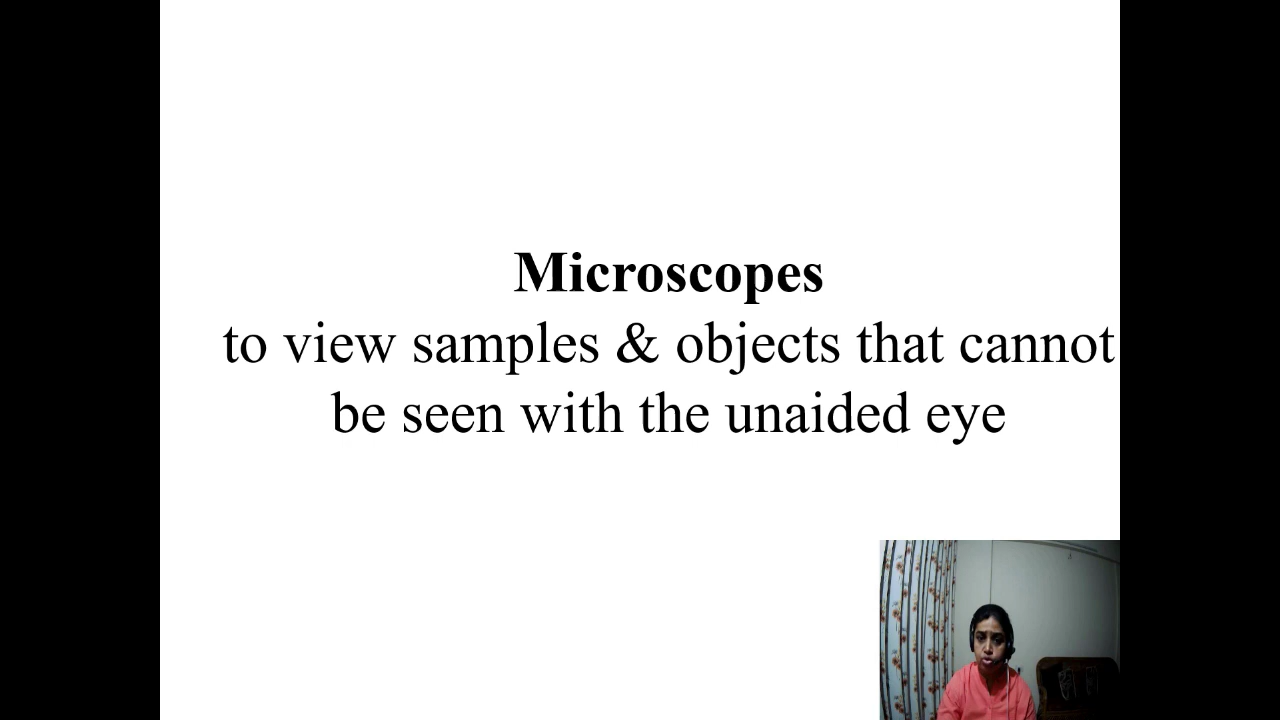 Microscopes
to view samples & objects that cannot
be seen with the unaided eye